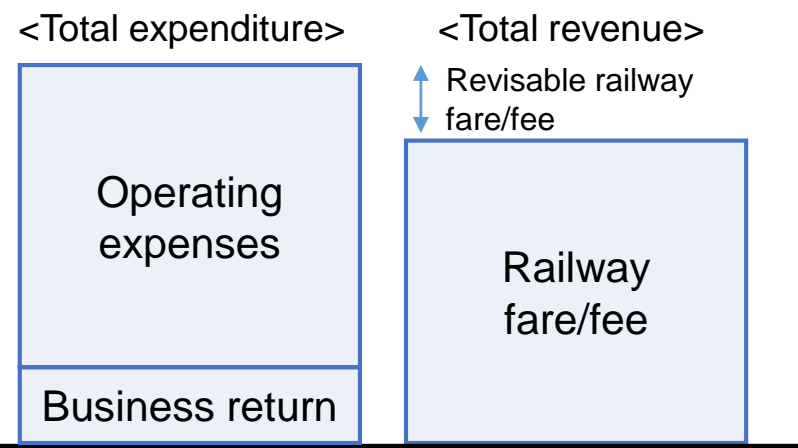 <Total expenditure>
<Total revenue>
Revisable railway
fare/fee
Operating
expenses
Railway
fare/fee
Business return